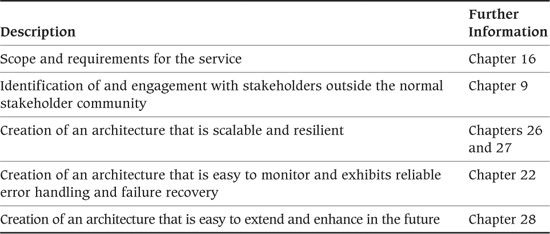 Further
Description Information
Scope and requirements for the service Chapter 16
Identification of and engagement with stakeholders outside the normal Chapter 9
stakeholder community
Creation of an architecture that is scalable and resilient Chapters 26
and 27
Creation of an architecture that is easy to monitor and exhibits reliable Chapter 22
error handling and failure recovery
Creation of an architecture that is easy to extend and enhance in the future Chapter 28